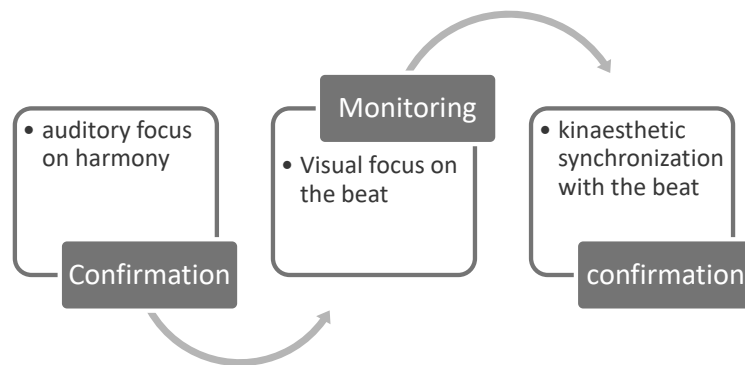 • auditory focus
on harmony
Confirmation
Monitoring
• Visual focus on
the beat
• kinaesthetic
synchronization
with the beat
confirmation